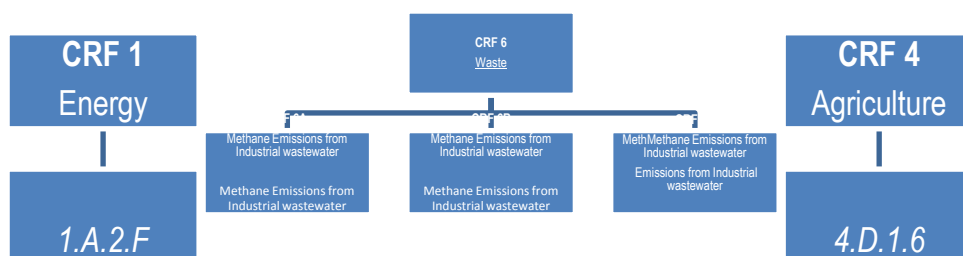 CRF 1
Energy
CRF 6
Waste
CRF 4
Agriculture
Methane Emissions from
Industrial wastewater
Methane Emissions from
Industrial wastewater
Methane Emissions from
Industrial wastewater
Methane Emissions from
Industrial wastewater
MethMethane Emissions from
Industrial wastewater
Emissions from Industrial
wastewater
1.A.2.F
4.D.1.6